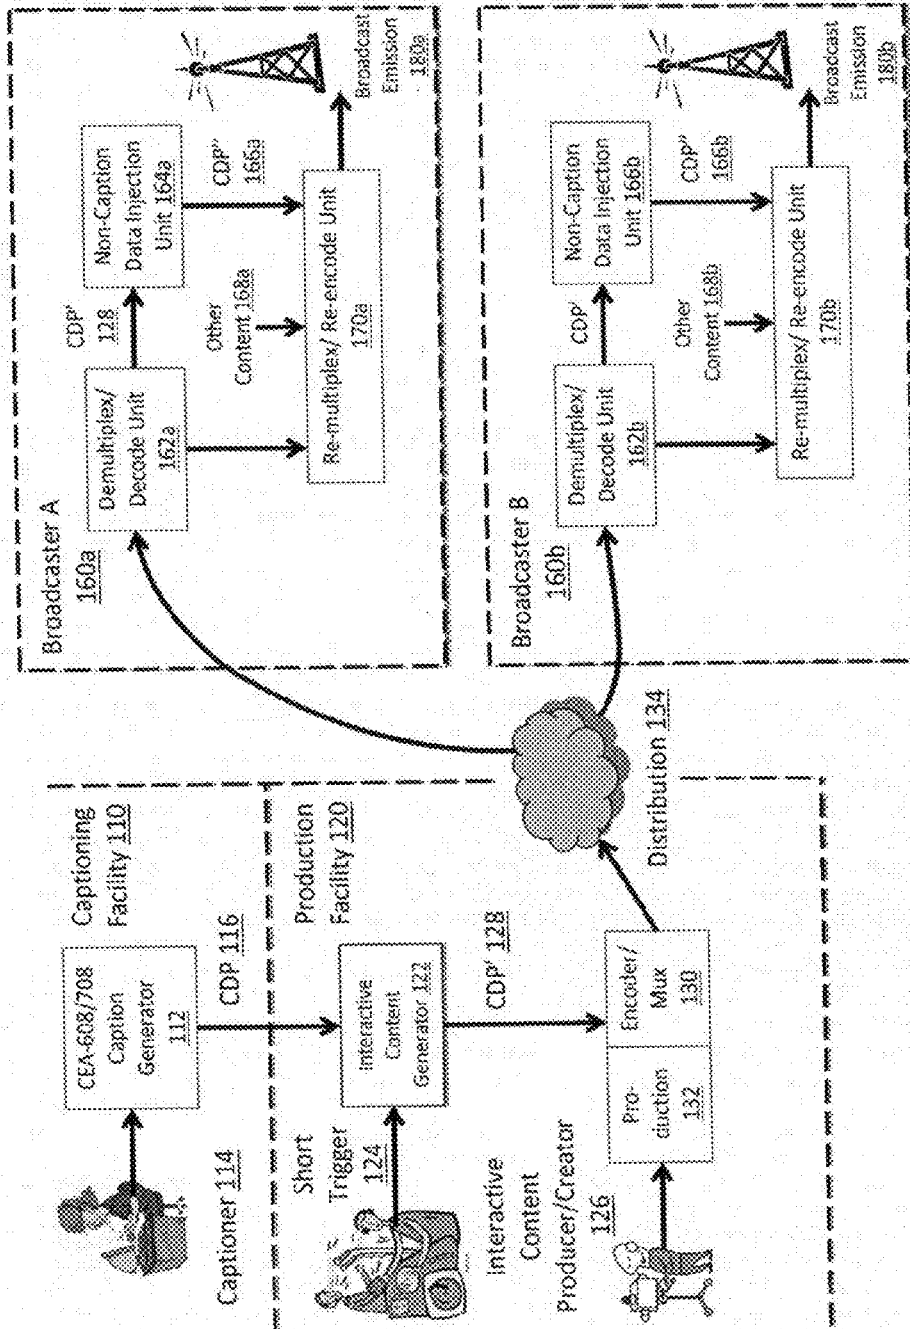 Captioner 114
CEA-608/708
Caption
Generator
112
Captioning
Facility 110
CDP 116
Short
Trigger
124
Interactive
Content
Generator 122
Production
Facility 120
CDP' 128
Interactive Content
Producer/Creator
126
Pro-
duction
132
Encoder/
Mux
130
Distribution 134
Broadcaster A
160a
Demultiplex/
Decode Unit
162a
CDP'
128
Non-Caption
Data Injection
Unit 164a
CDP"
166a
Other
Content 168a
Re-multiplex/ Re-encode Unit
170a
Broadcast
Emission
180a
Broadcaster B
160b
Demultiplex/
Decode Unit
162b
CDP'
Non-Caption
Data Injection
Unit 166b
CDP"
166b
Other
Content 168b
Re-multiplex/ Re-encode Unit
170b
Broadcast
Emission
180b